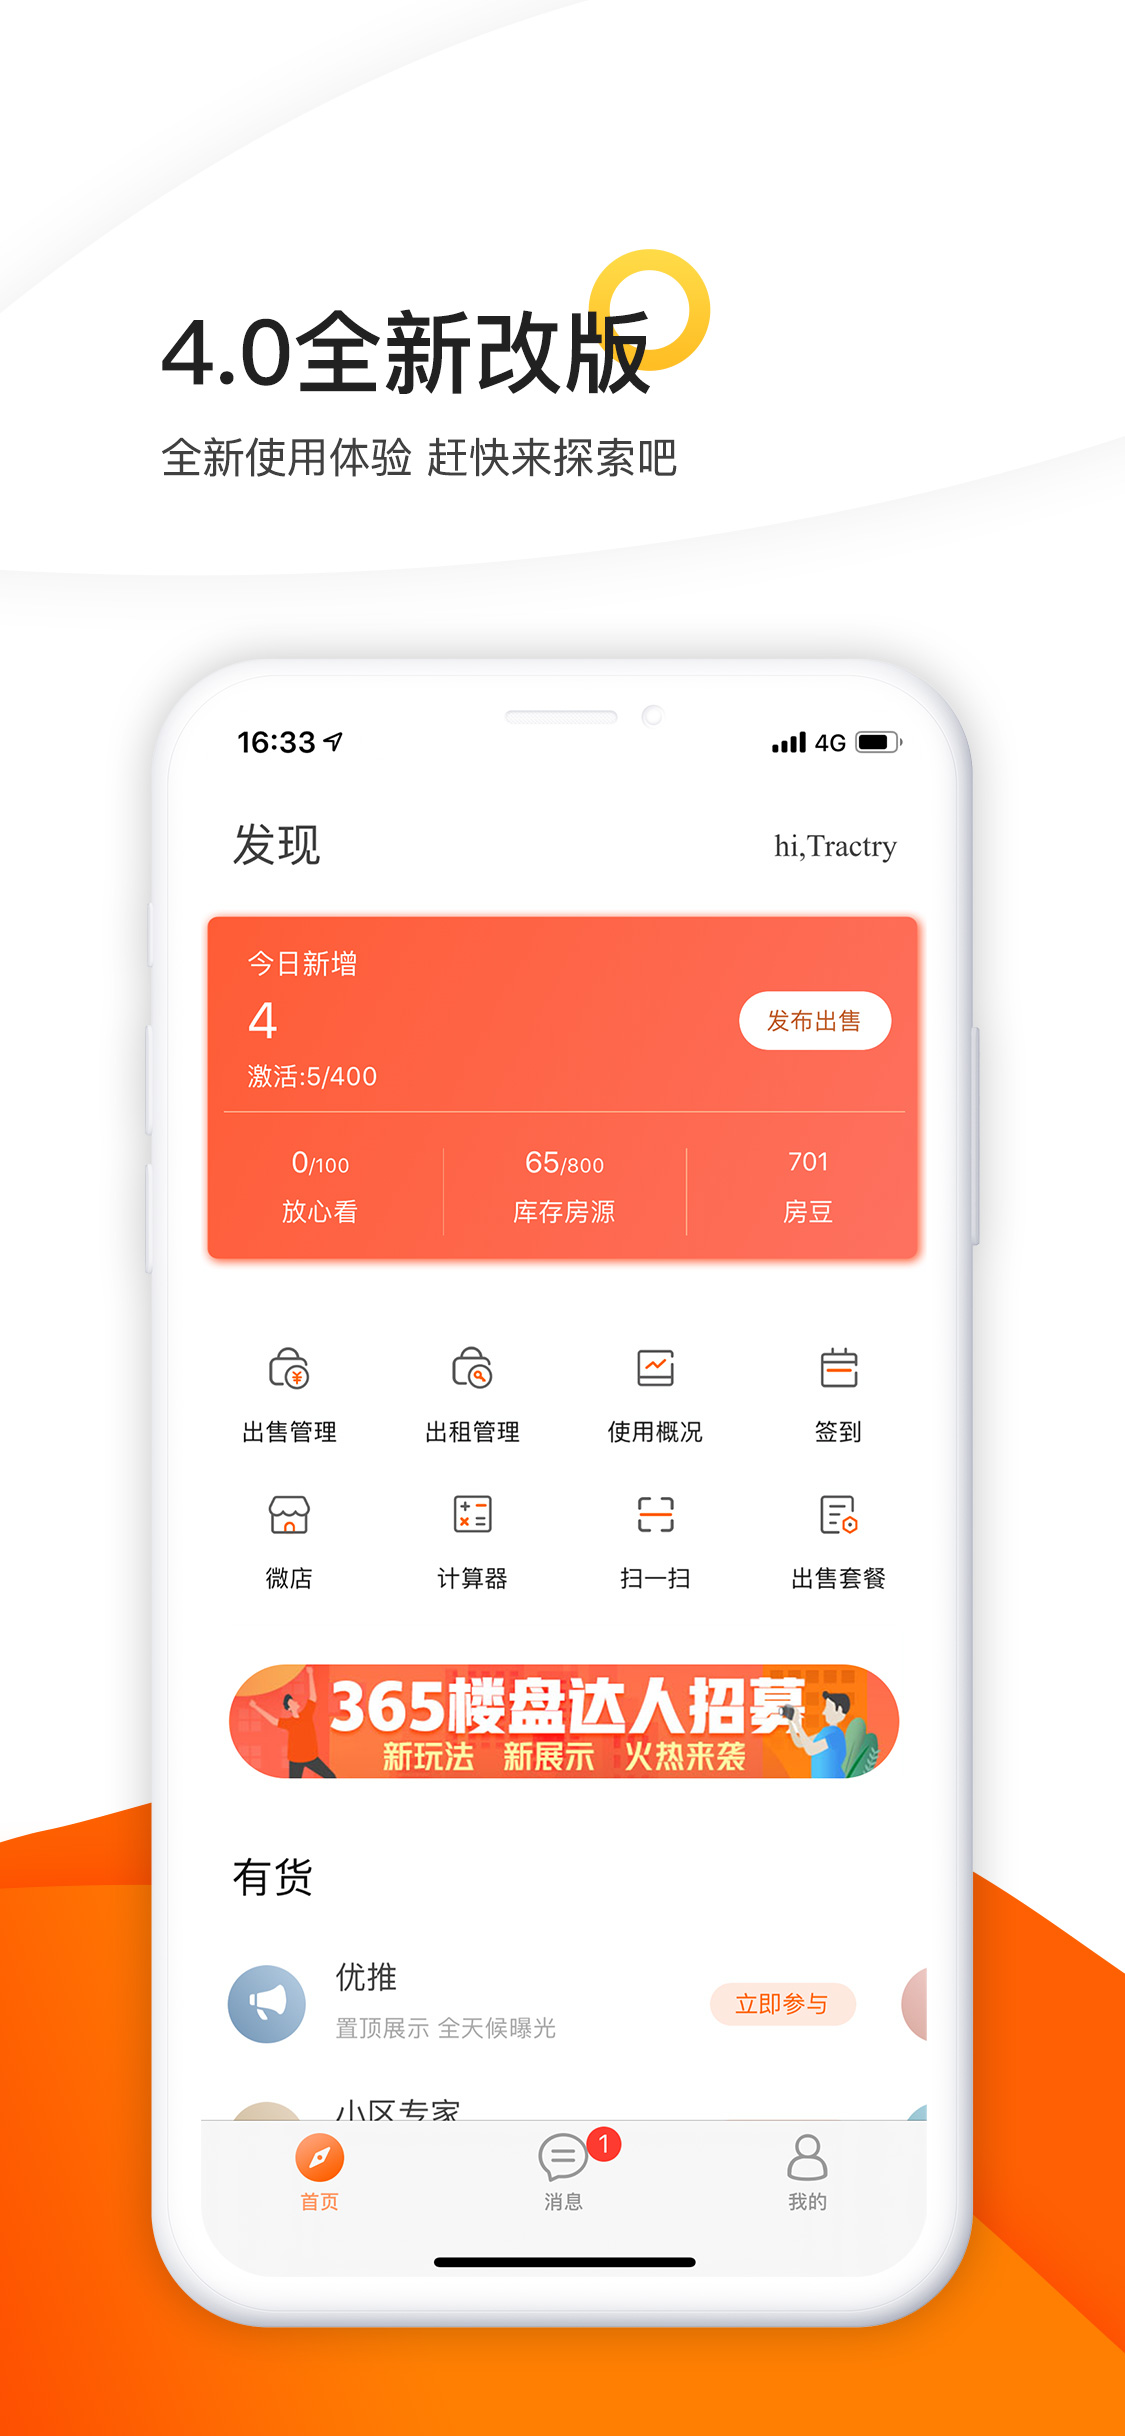 4.0全新改版
全新使用体验 赶快来探索吧
16:33
4G
发现
hi,Tractry
今日新增
4
发布出售
激活:5/400
0/100
65/800
701
放心看
库存房源
房豆
出售管理
出租管理
使用概况
签到
微店
计算器
扫一扫
出售套餐
365楼盘达人招募
新玩法 新展示 火热来袭
有货
优推
立即参与
置顶展示 全天候曝光
小区专家
1
首页
消息
我的